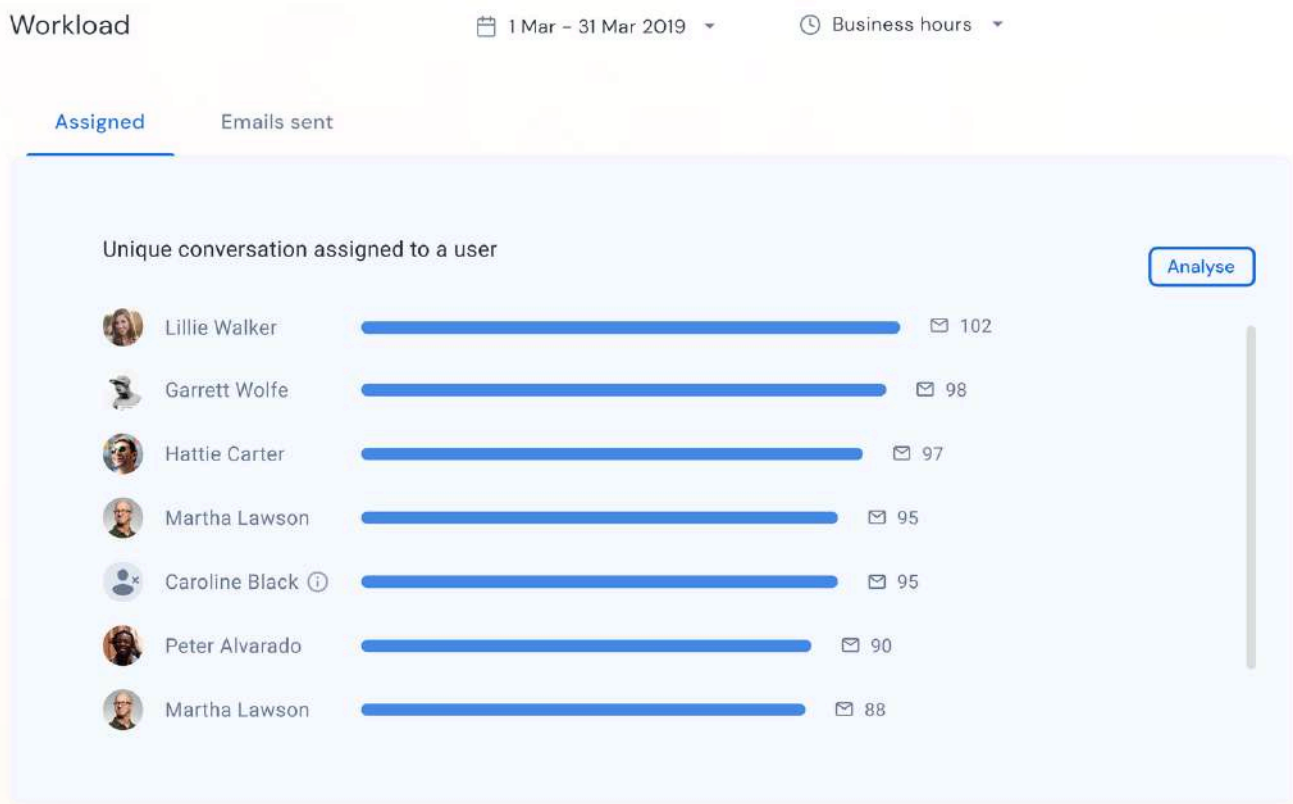 Workload
1 Mar – 31 Mar 2019
Business hours
Assigned
Emails sent
Unique conversation assigned to a user
Analyse
Lillie Walker 102
Garrett Wolfe 98
Hattie Carter 97
Martha Lawson 95
Caroline Black 95
Peter Alvarado 90
Martha Lawson 88